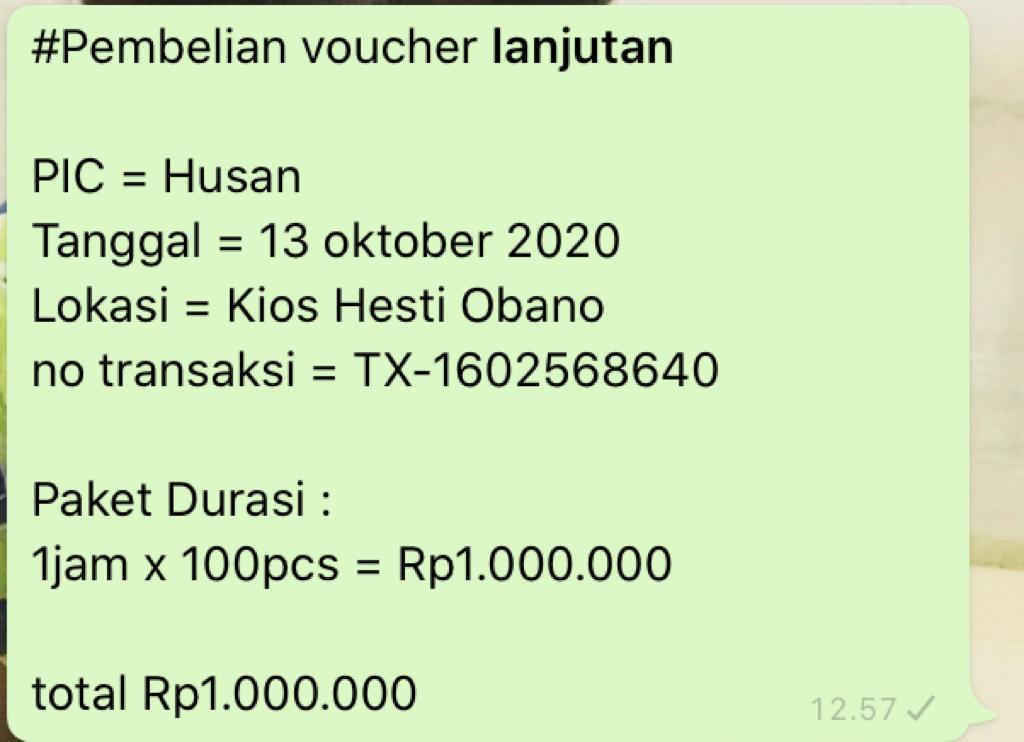 #Pembelian voucher lanjutan
PIC = Husan
Tanggal = 13 oktober 2020
Lokasi = Kios Hesti Obano
no transaksi = TX-1602568640
Paket Durasi :
1jam x 100pcs = Rp1.000.000
total Rp1.000.000
12.57